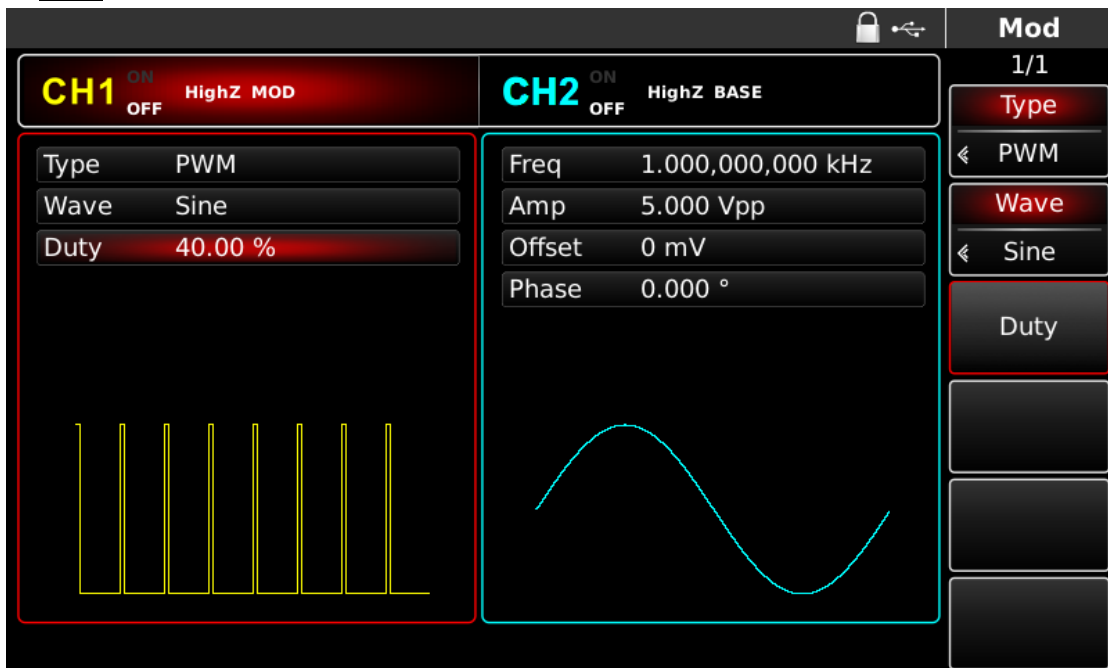 Mod
1/1
CH1 ON OFF HighZ MOD
CH2 ON OFF HighZ BASE
Type PWM
Wave Sine
Duty 40.00 %
Freq 1.000,000,000 kHz
Amp 5.000 Vpp
Offset 0 mV
Phase 0.000 °
Type
PWM
Wave
Sine
Duty